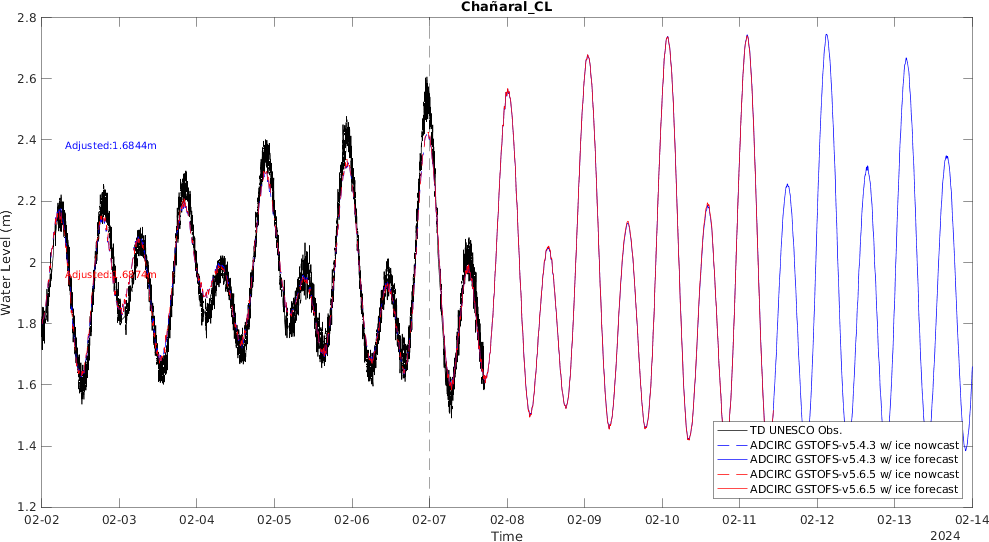 Chañaral_CL
2.8
2.6
2.4
2.2
2
1.8
1.6
1.4
1.2
Water Level (m)
Adjusted:1.6844m
Adjusted:1.6874m
TD UNESCO Obs.
ADCIRC GSTOFS-v5.4.3 w/ ice nowcast
ADCIRC GSTOFS-v5.4.3 w/ ice forecast
ADCIRC GSTOFS-v5.6.5 w/ ice nowcast
ADCIRC GSTOFS-v5.6.5 w/ ice forecast
02-02 02-03 02-04 02-05 02-06 02-07 02-08 02-09 02-10 02-11 02-12 02-13 02-14
Time
2024